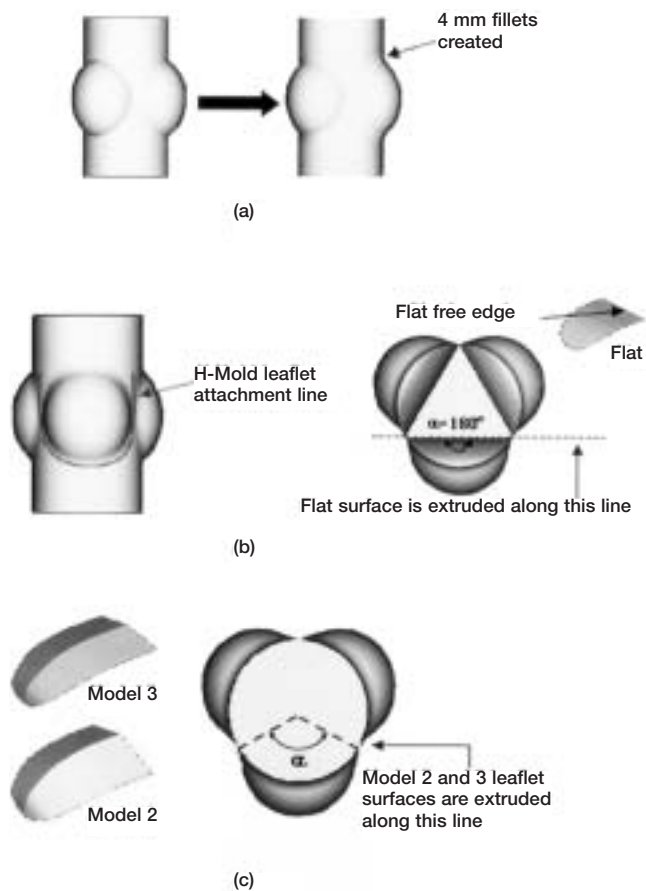 4 mm fillets
created
(a)
H-Mold leaflet
attachment line
Flat free edge
Flat
α=180°
Flat surface is extruded along this line
(b)
Model 3
Model 2
α
Model 2 and 3 leaflet
surfaces are extruded
along this line
(c)